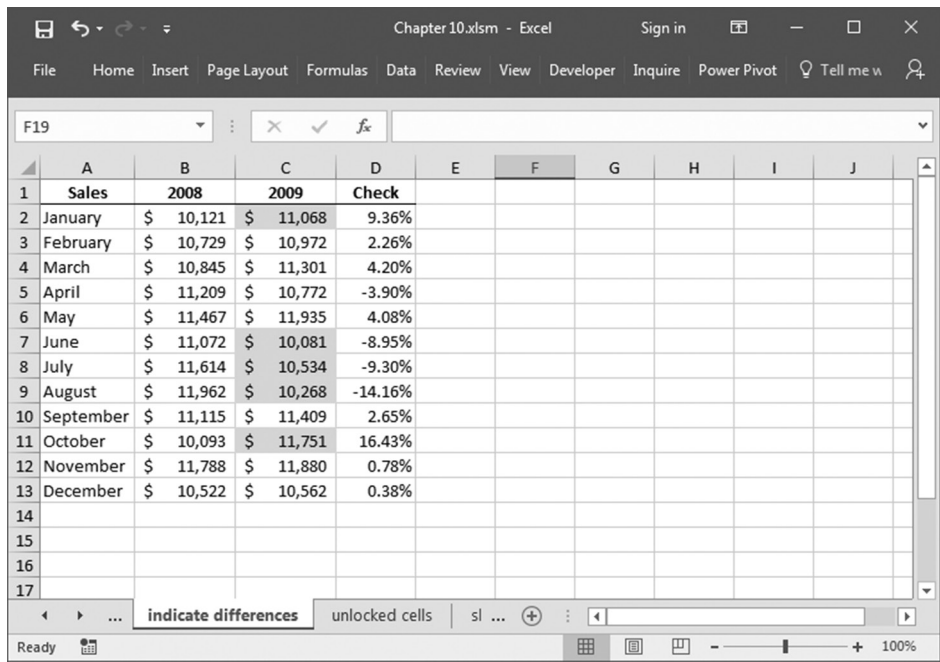 Chapter 10.xlsm - Excel Sign in
File Home Insert Page Layout Formulas Data Review View Developer Inquire Power Pivot Tell me w
F19 fx
A B C D E F G H I J
1 Sales 2008 2009 Check
2 January $ 10,121 $ 11,068 9.36%
3 February $ 10,729 $ 10,972 2.26%
4 March $ 10,845 $ 11,301 4.20%
5 April $ 11,209 $ 10,772 -3.90%
6 May $ 11,467 $ 11,935 4.08%
7 June $ 11,072 $ 10,081 -8.95%
8 July $ 11,614 $ 10,534 -9.30%
9 August $ 11,962 $ 10,268 -14.16%
10 September $ 11,115 $ 11,409 2.65%
11 October $ 10,093 $ 11,751 16.43%
12 November $ 11,788 $ 11,880 0.78%
13 December $ 10,522 $ 10,562 0.38%
14
15
16
17
... indicate differences unlocked cells sl ...
Ready 100%